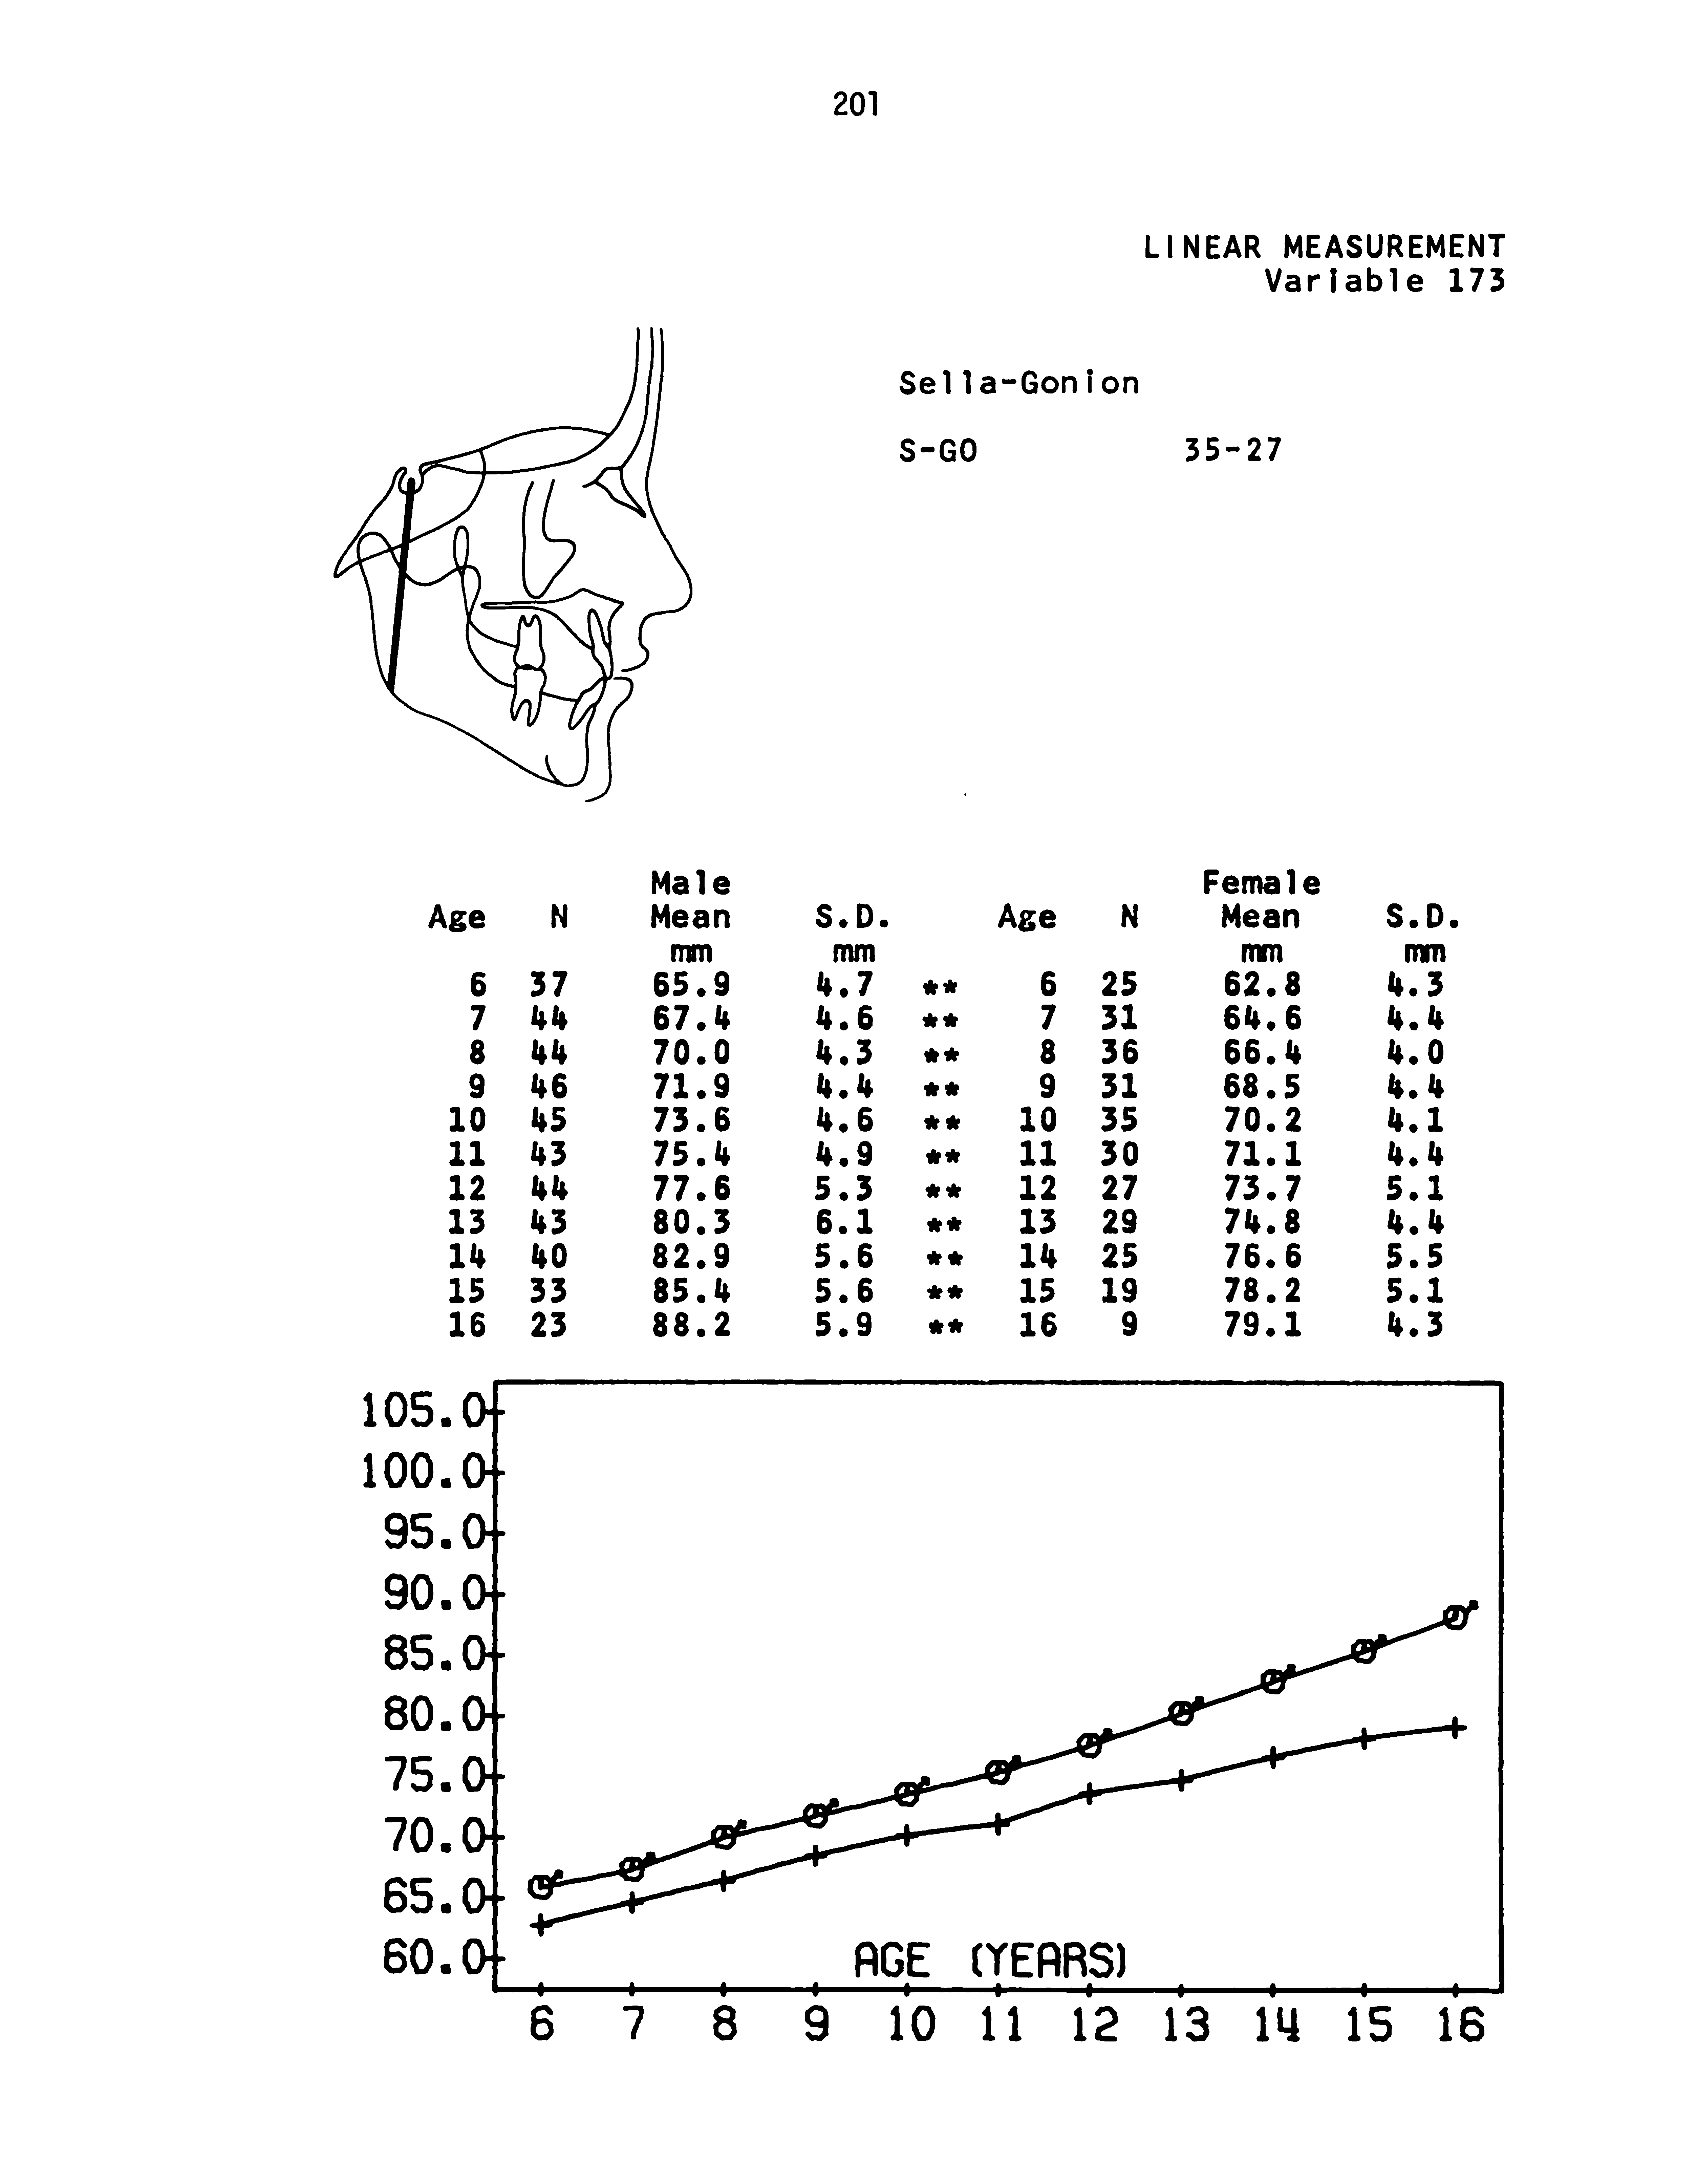 201
LINEAR MEASUREMENT
Variable 173
Sella-Gonion
S-GO 35-27
Male Female
Age N Mean S.D. Age N Mean S.D.
mm mm mm mm
6 37 65.9 4.7 ** 6 25 62.8 4.3
7 44 67.4 4.6 ** 7 31 64.6 4.4
8 44 70.0 4.3 ** 8 36 66.4 4.0
9 46 71.9 4.4 ** 9 31 68.5 4.4
10 45 73.6 4.6 ** 10 35 70.2 4.1
11 43 75.4 4.9 ** 11 30 71.1 4.4
12 44 77.6 5.3 ** 12 27 73.7 5.1
13 43 80.3 6.1 ** 13 29 74.8 4.4
14 40 82.9 5.6 ** 14 25 76.6 5.5
15 33 85.4 5.6 ** 15 19 78.2 5.1
16 23 88.2 5.9 ** 16 9 79.1 4.3
105.0
100.0
95.0
90.0
85.0
80.0
75.0
70.0
65.0
60.0
AGE (YEARS)
6 7 8 9 10 11 12 13 14 15 16